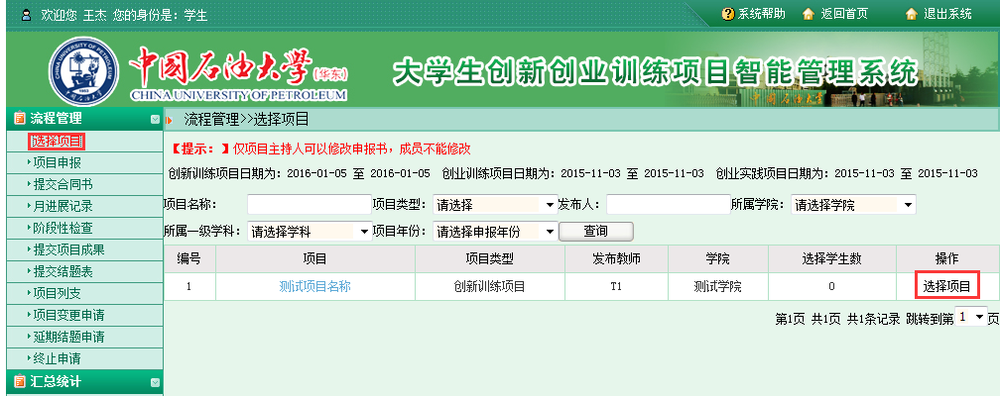 欢迎您 王杰 您的身份是：学生
系统帮助 返回首页 退出系统
中国石油大学(华东)
CHINA UNIVERSITY OF PETROLEUM
大学生创新创业训练项目智能管理系统
流程管理
选择项目
项目申报
提交合同书
月进展记录
阶段性检查
提交项目成果
提交结题表
项目列支
项目变更申请
延期结题申请
终止申请
汇总统计
流程管理>>选择项目
【提示：】仅项目主持人可以修改申报书，成员不能修改
创新训练项目日期为：2016-01-05 至 2016-01-05 创业训练项目日期为：2015-11-03 至 2015-11-03 创业实践项目日期为：2015-11-03 至 2015-11-03
项目名称： 项目类型：请选择 发布人： 所属学院：请选择学院
所属一级学科：请选择学科 项目年份：请选择申报年份 查询
编号 项目 项目类型 发布教师 学院 选择学生数 操作
1 测试项目名称 创新训练项目 T1 测试学院 0 选择项目
第1页 共1页 共1条记录 跳转到第1页